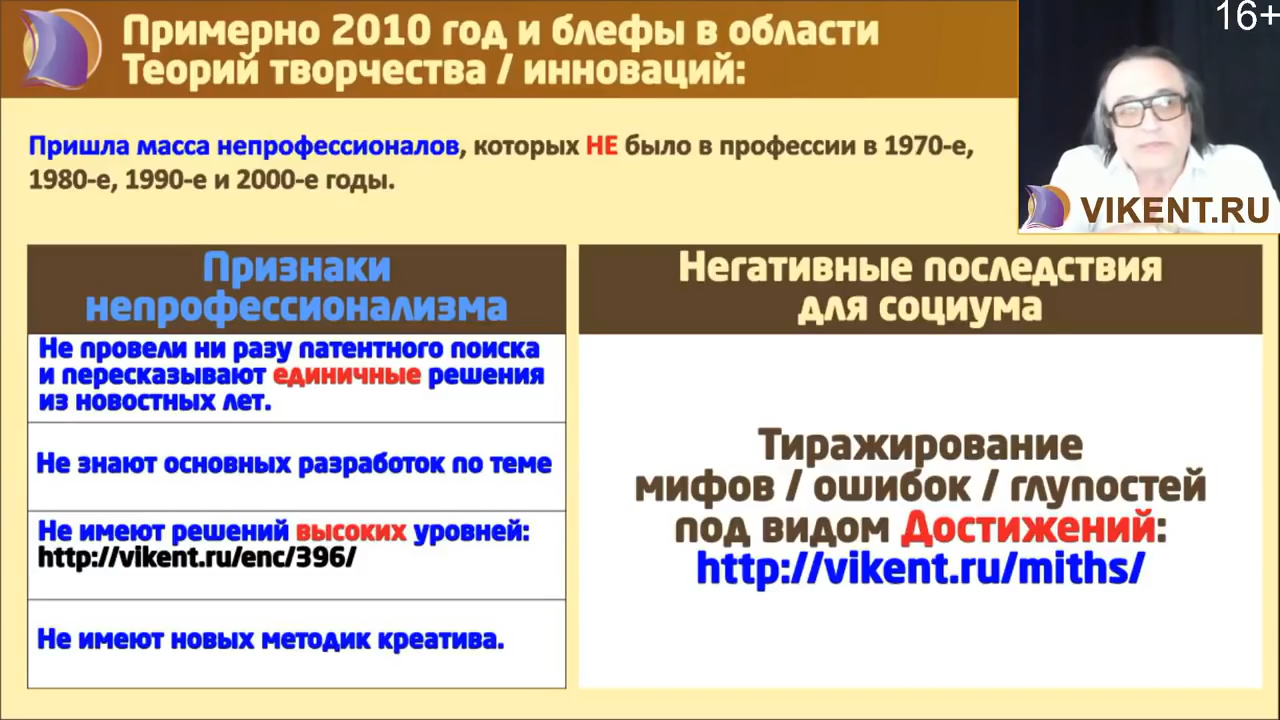 Примерно 2010 год и блефы в области
Теорий творчества / инноваций:
16+
VIKENT.RU
Пришла масса непрофессионалов, которых НЕ было в профессии в 1970-е,
1980-е, 1990-е и 2000-е годы.
Признаки
непрофессионализма
Не провели ни разу патентного поиска
и пересказывают единичные решения
из новостных лет.
Не знают основных разработок по теме
Не имеют решений высоких уровней:
http://vikent.ru/enc/396/
Не имеют новых методик креатива.
Негативные последствия
для социума
Тиражирование
мифов / ошибок / глупостей
под видом Достижений:
http://vikent.ru/miths/